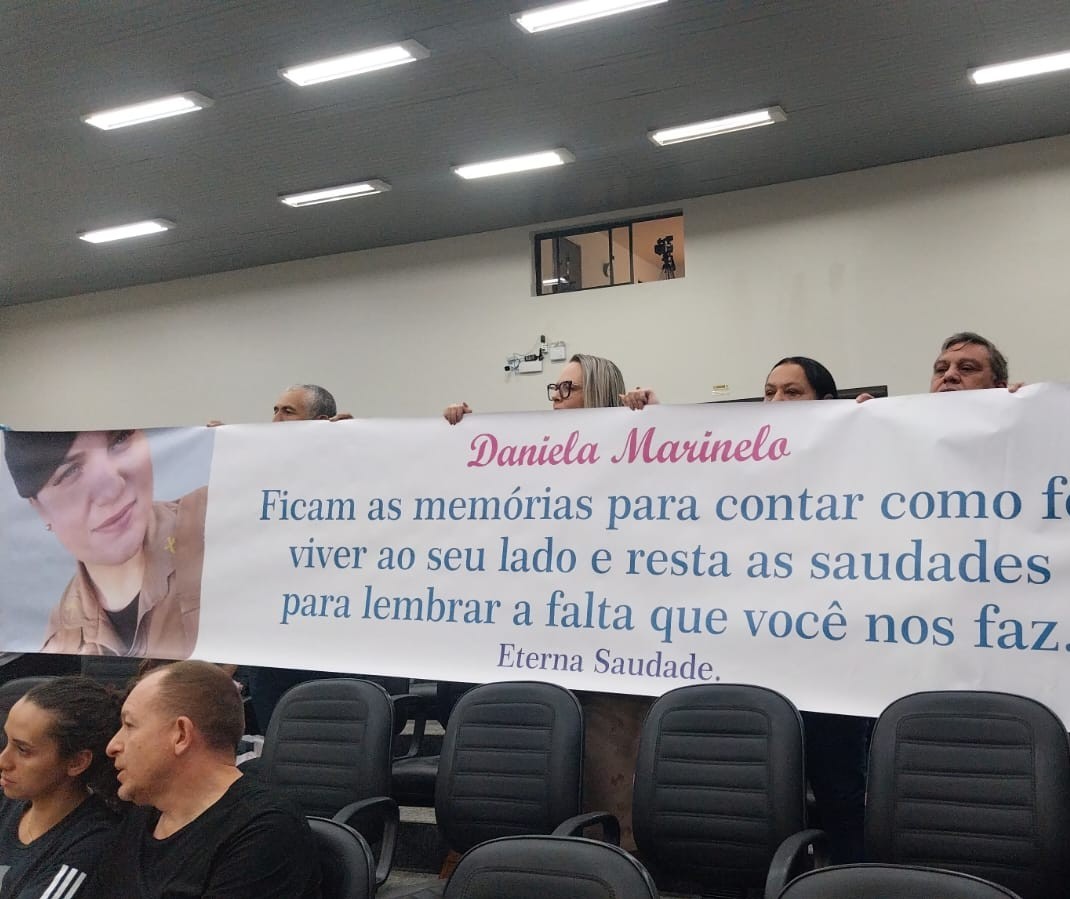 Daniela Marinelo
Ficam as memórias para contar como
viver ao seu lado e resta as saudades
para lembrar a falta que você nos faz.
Eterna Saudade.